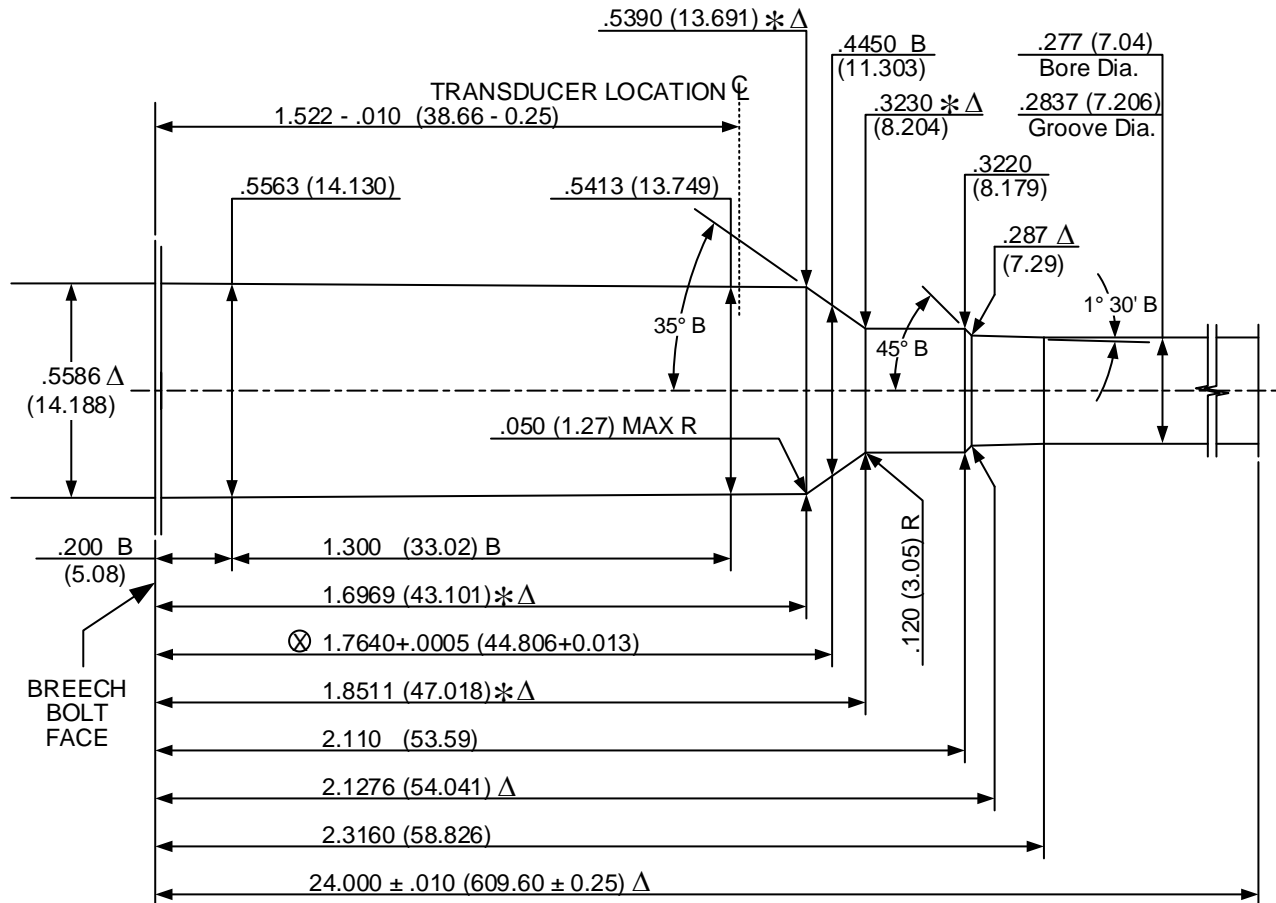 .5390 (13.691) ✻ Δ
.4450 B
(11.303)
.277 (7.04)
Bore Dia.
TRANSDUCER LOCATION ℄
1.522 - .010 (38.66 - 0.25)
.3230 ✻ Δ
(8.204)
.2837 (7.206)
Groove Dia.
.5563 (14.130)
.5413 (13.749)
.3220
(8.179)
.287 Δ
(7.29)
1° 30' B
35° B
45° B
.5586 Δ
(14.188)
.050 (1.27) MAX R
.200 B
(5.08)
1.300 (33.02) B
.120 (3.05) R
1.6969 (43.101) ✻ Δ
⊗ 1.7640+.0005 (44.806+0.013)
BREECH
BOLT
FACE
1.8511 (47.018) ✻ Δ
2.110 (53.59)
2.1276 (54.041) Δ
2.3160 (58.826)
24.000 ± .010 (609.60 ± 0.25) Δ